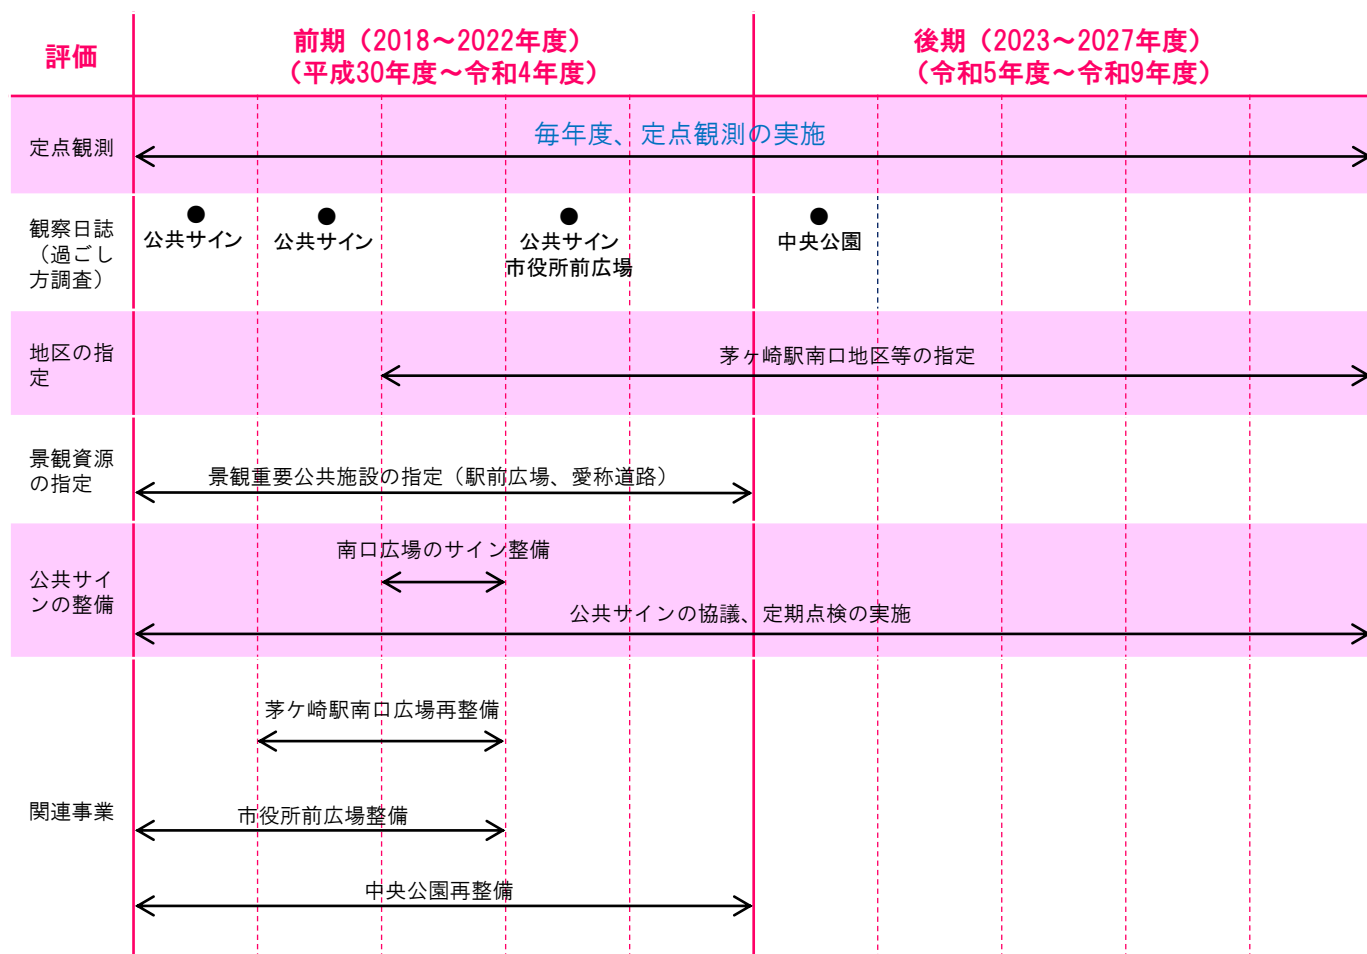 評価
前期（2018～2022年度）
（平成30年度～令和4年度）
後期（2023～2027年度）
（令和5年度～令和9年度）
定点観測
毎年度、定点観測の実施
観察日誌
（過ごし
方調査）
公共サイン
公共サイン
公共サイン
市役所前広場
中央公園
地区の指
定
茅ヶ崎駅南口地区等の指定
景観資源
の指定
景観重要公共施設の指定（駅前広場、愛称道路）
公共サイ
ンの整備
南口広場のサイン整備
公共サインの協議、定期点検の実施
関連事業
茅ケ崎駅南口広場再整備
市役所前広場整備
中央公園再整備